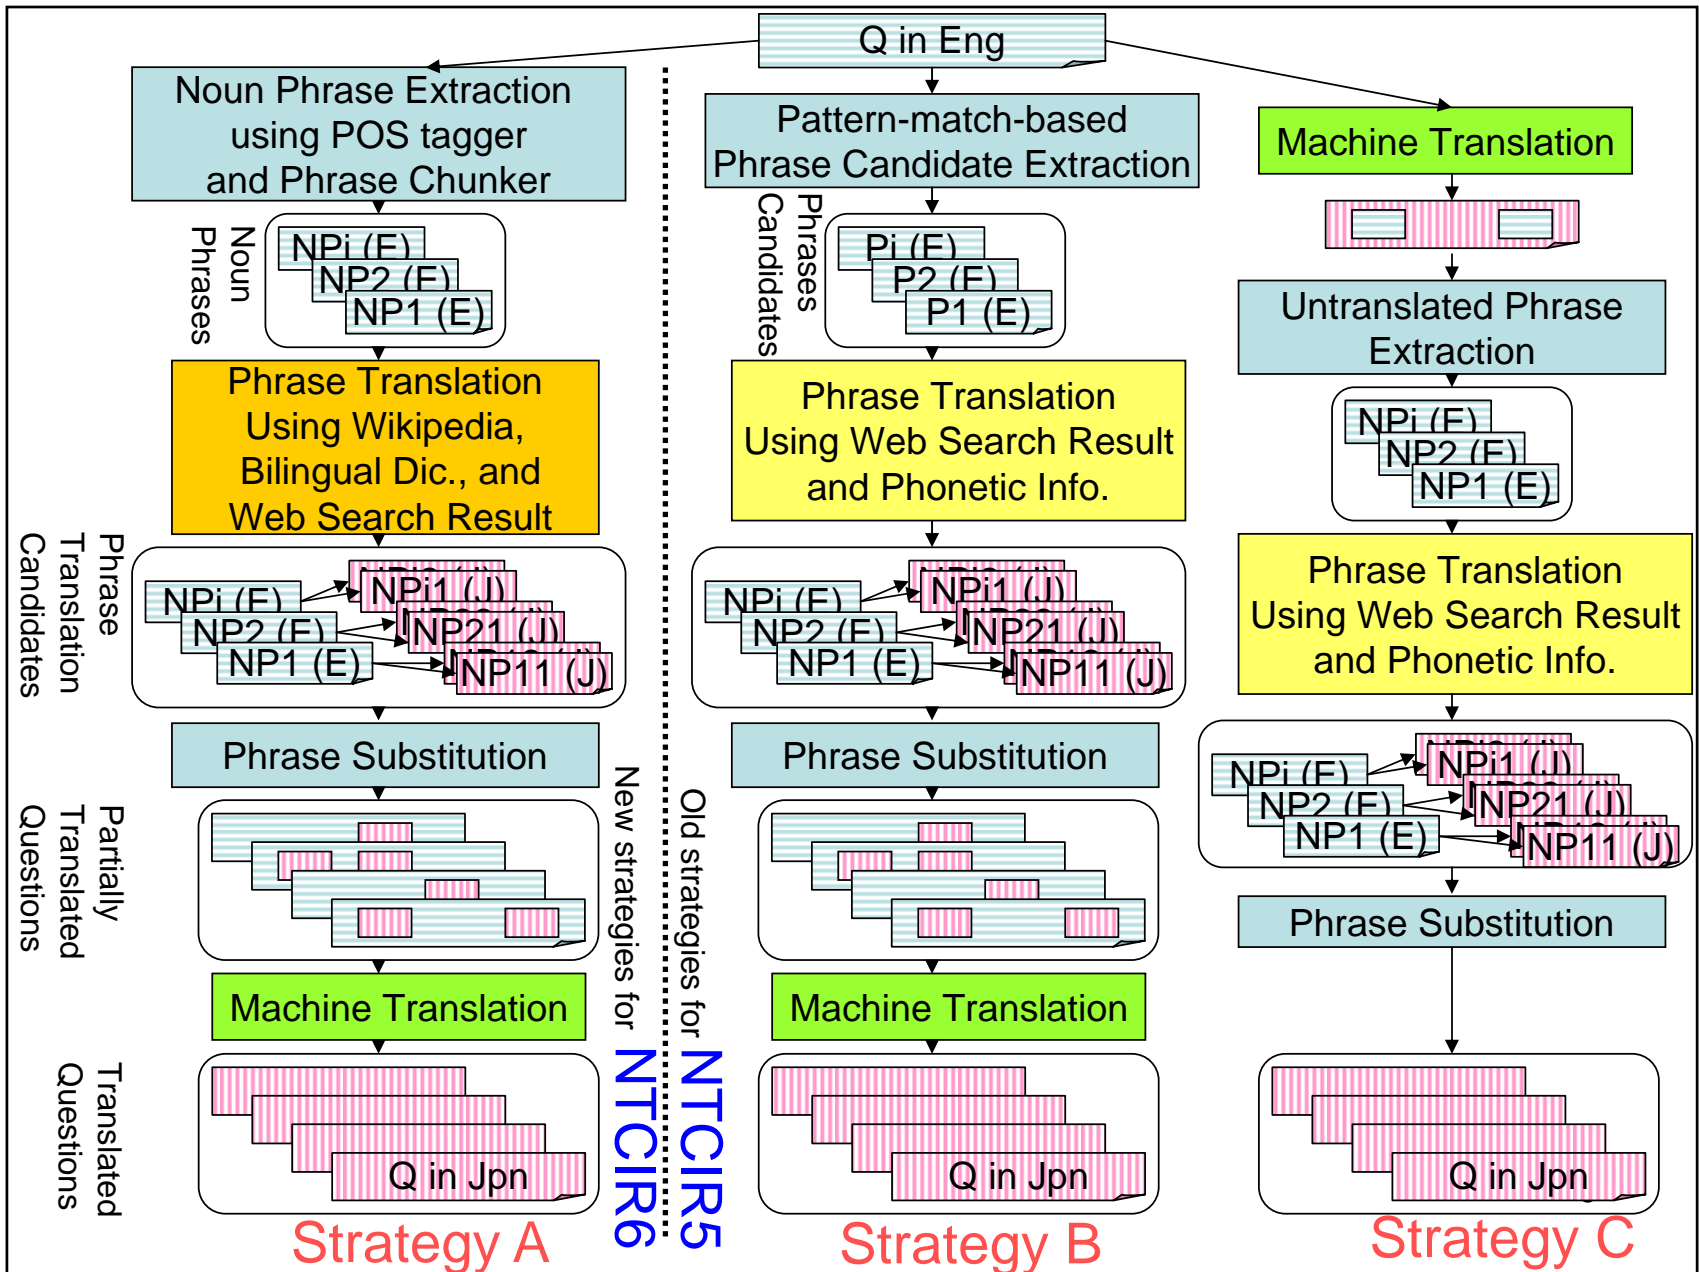 Q in Eng
Noun Phrase Extraction
using POS tagger
and Phrase Chunker
Noun
Phrases
NPi (E)
NP2 (E)
NP1 (E)
Phrase Translation
Using Wikipedia,
Bilingual Dic., and
Web Search Result
Phrase
Translation
Candidates
NPi (E)
NP2 (E)
NP1 (E)
NPi1 (J)
NP21 (J)
NP11 (J)
Phrase Substitution
Partially
Translated
Questions
Machine Translation
Translated
Questions
Q in Jpn
Strategy A
New strategies for
NTCIR6
Old strategies for
NTCIR5
Pattern-match-based
Phrase Candidate Extraction
Phrases
Candidates
Pi (E)
P2 (E)
P1 (E)
Phrase Translation
Using Web Search Result
and Phonetic Info.
NPi (E)
NP2 (E)
NP1 (E)
NPi1 (J)
NP21 (J)
NP11 (J)
Phrase Substitution
Machine Translation
Q in Jpn
Strategy B
Machine Translation
Untranslated Phrase
Extraction
NPi (E)
NP2 (E)
NP1 (E)
Phrase Translation
Using Web Search Result
and Phonetic Info.
NPi (E)
NP2 (E)
NP1 (E)
NPi1 (J)
NP21 (J)
NP11 (J)
Phrase Substitution
Q in Jpn
Strategy C